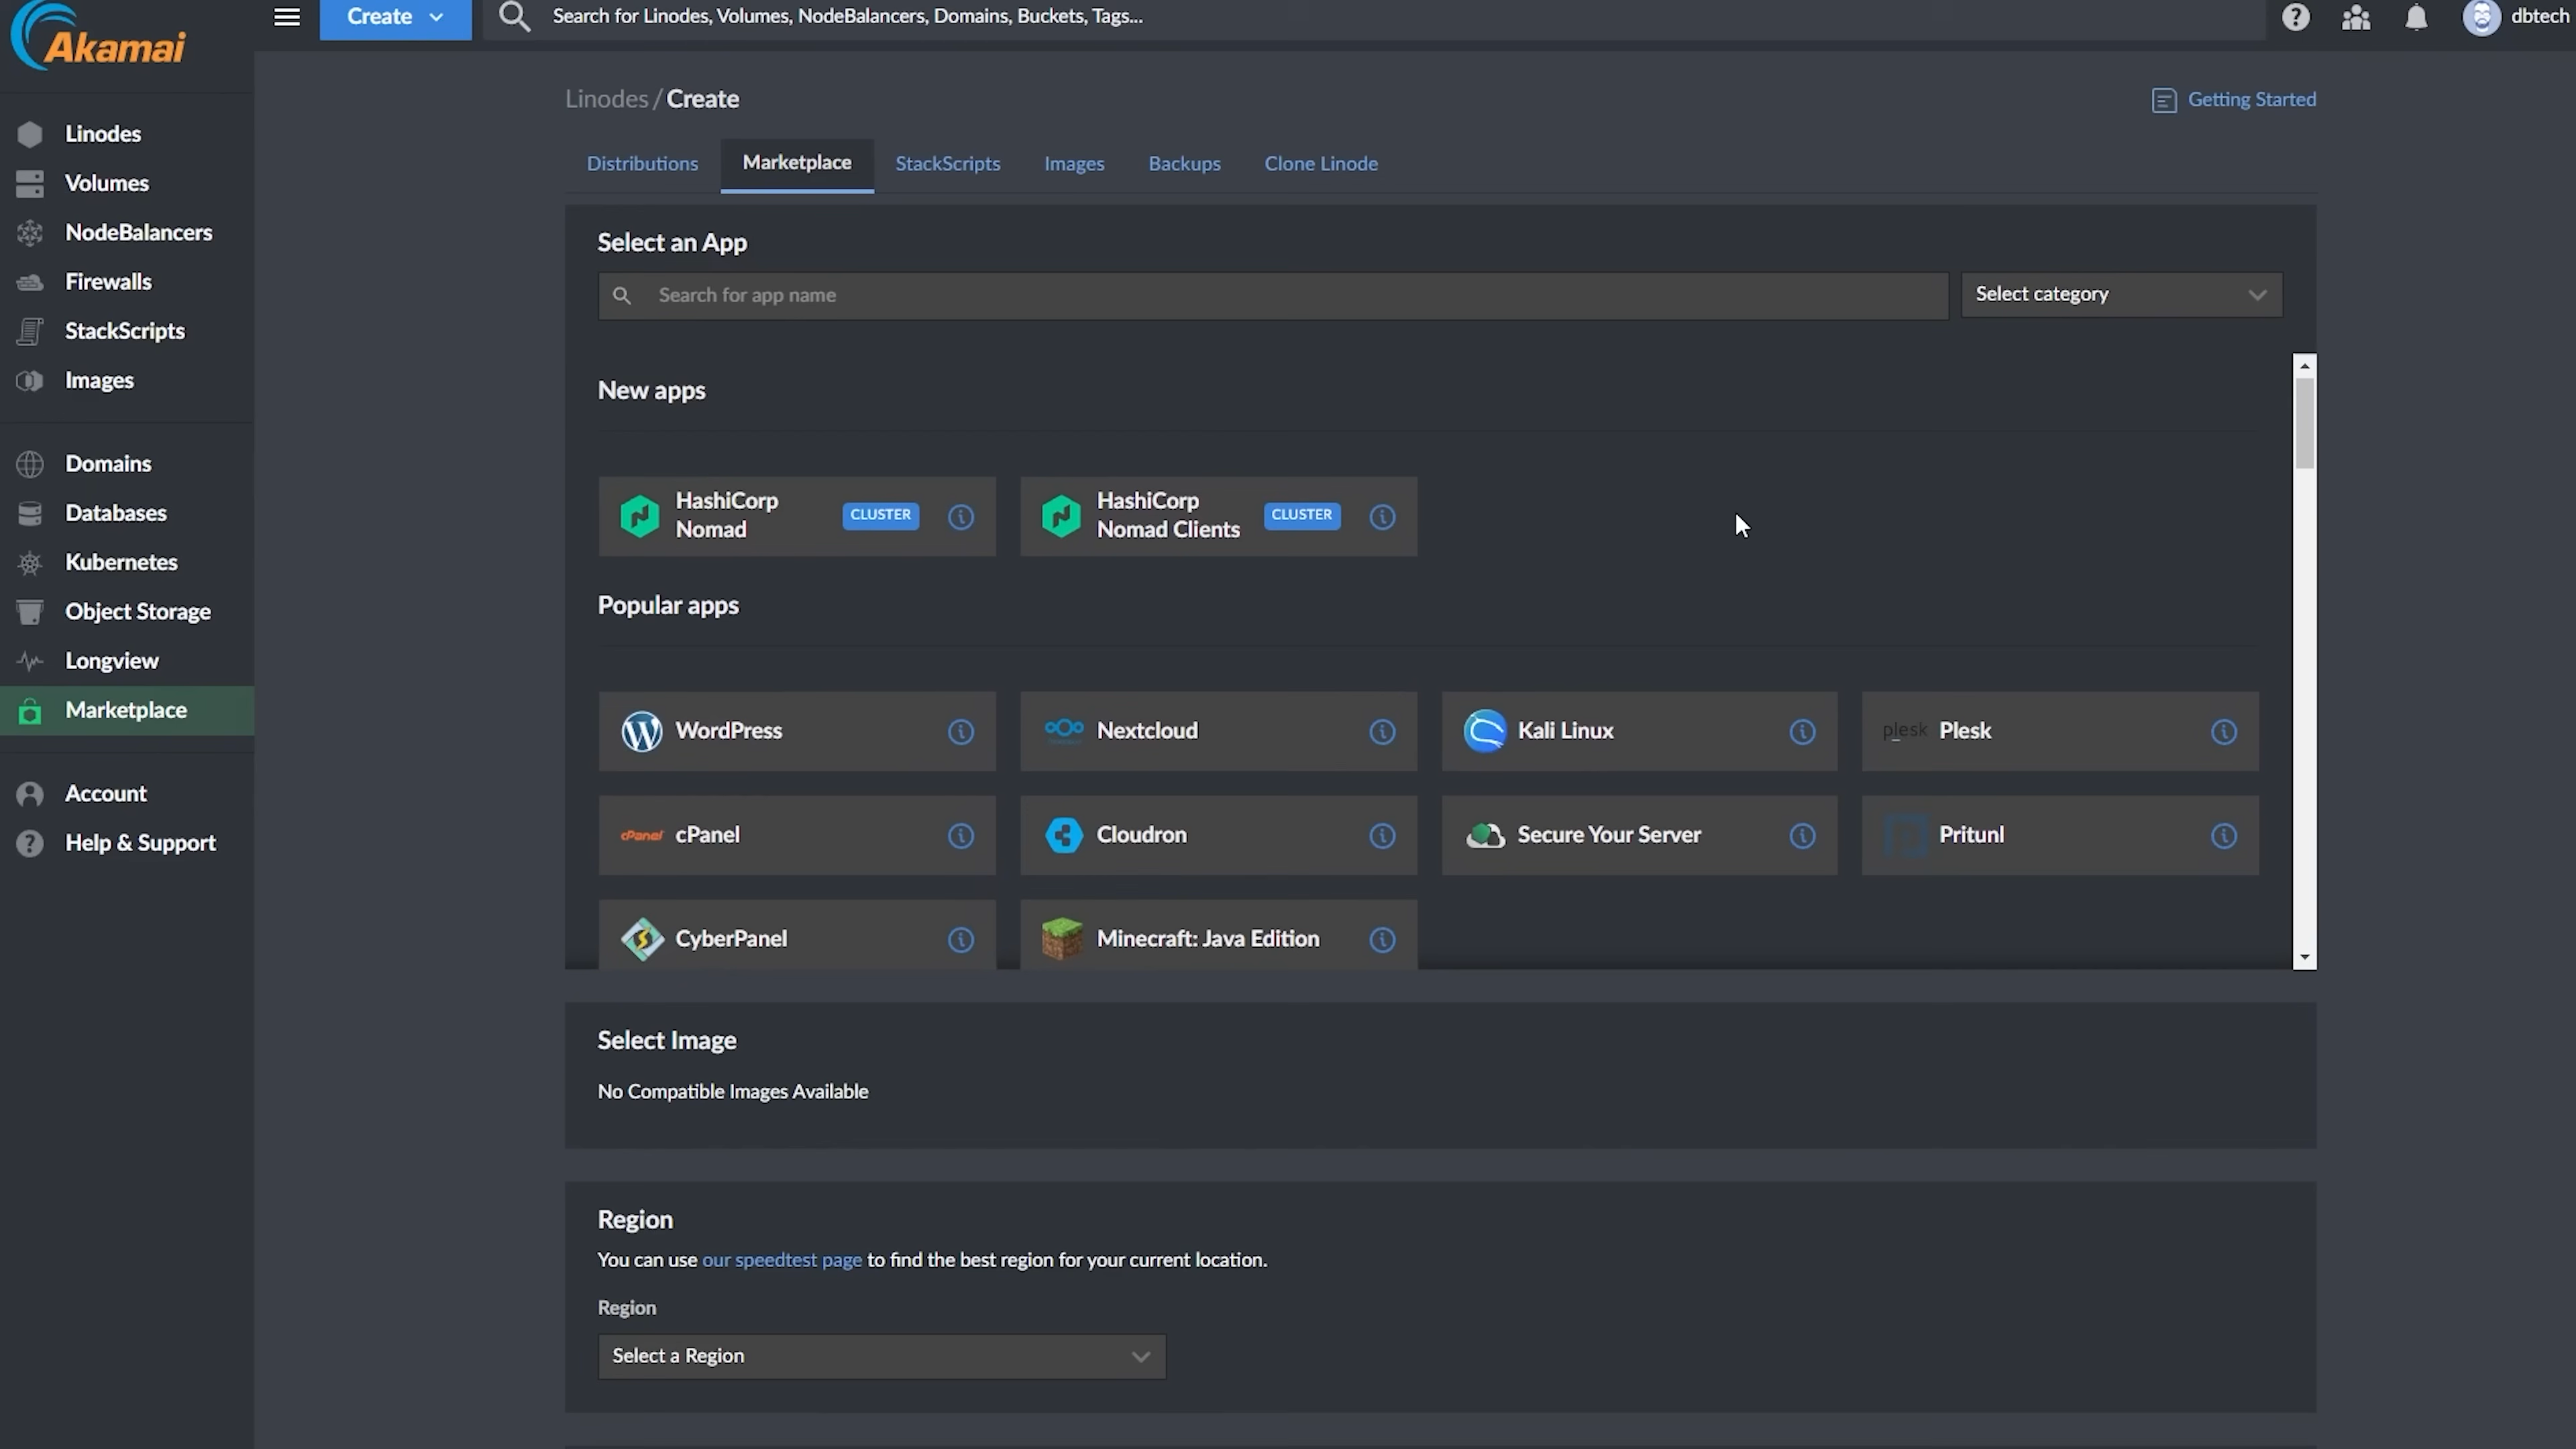 Akamai
Create
Search for Linodes, Volumes, NodeBalancers, Domains, Buckets, Tags...
dbtech
Linodes
Volumes
NodeBalancers
Firewalls
StackScripts
Images
Domains
Databases
Kubernetes
Object Storage
Longview
Marketplace
Account
Help & Support
Linodes / Create
Getting Started
Distributions
Marketplace
StackScripts
Images
Backups
Clone Linode
Select an App
Search for app name
Select category
New apps
HashiCorp
Nomad
CLUSTER
HashiCorp
Nomad Clients
CLUSTER
Popular apps
WordPress
Nextcloud
Kali Linux
plesk
Plesk
cPanel
cPanel
Cloudron
Secure Your Server
Pritunl
CyberPanel
Minecraft: Java Edition
Select Image
No Compatible Images Available
Region
You can use our speedtest page to find the best region for your current location.
Region
Select a Region